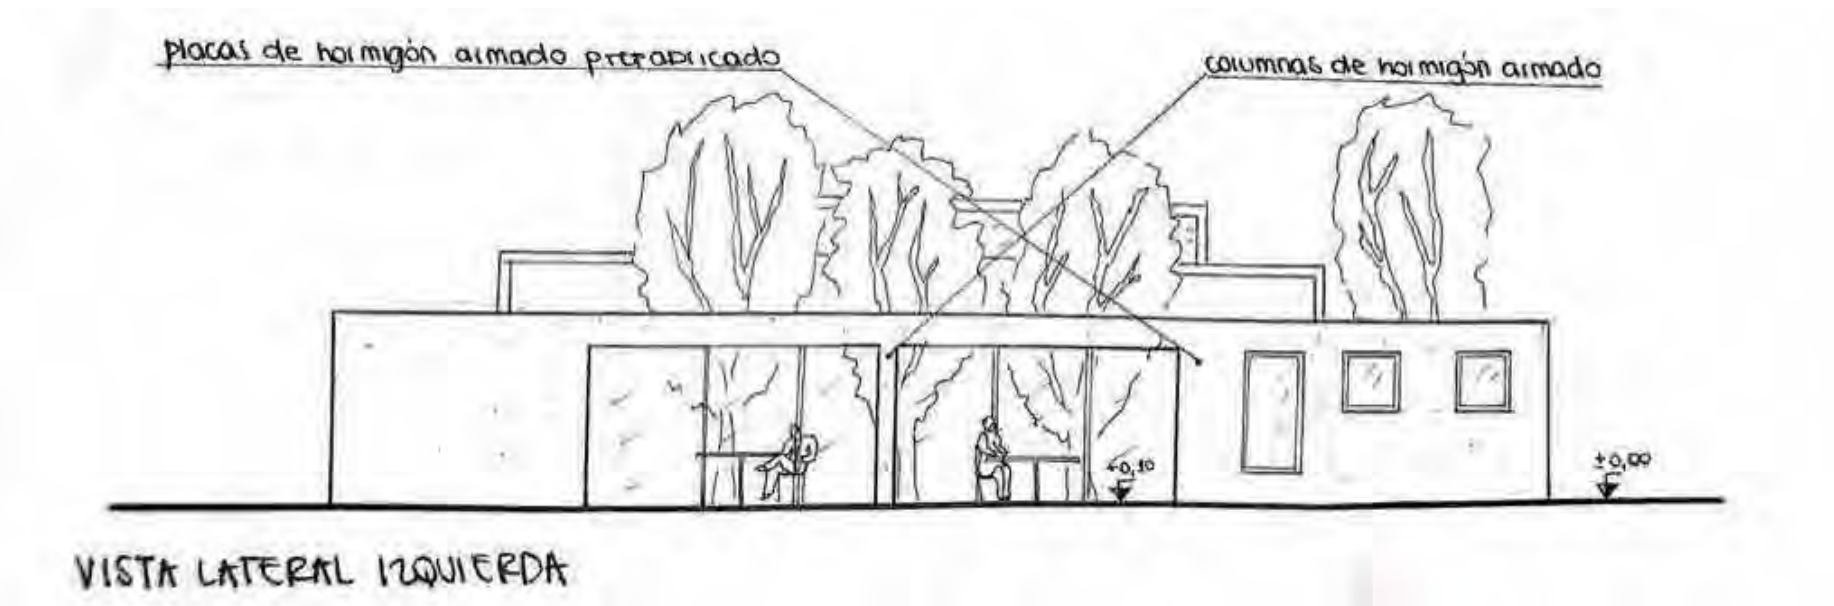 placas de hormigón armado prefabricado
columnas de hormigón armado
+0,10
±0,00
VISTA LATERAL IZQUIERDA